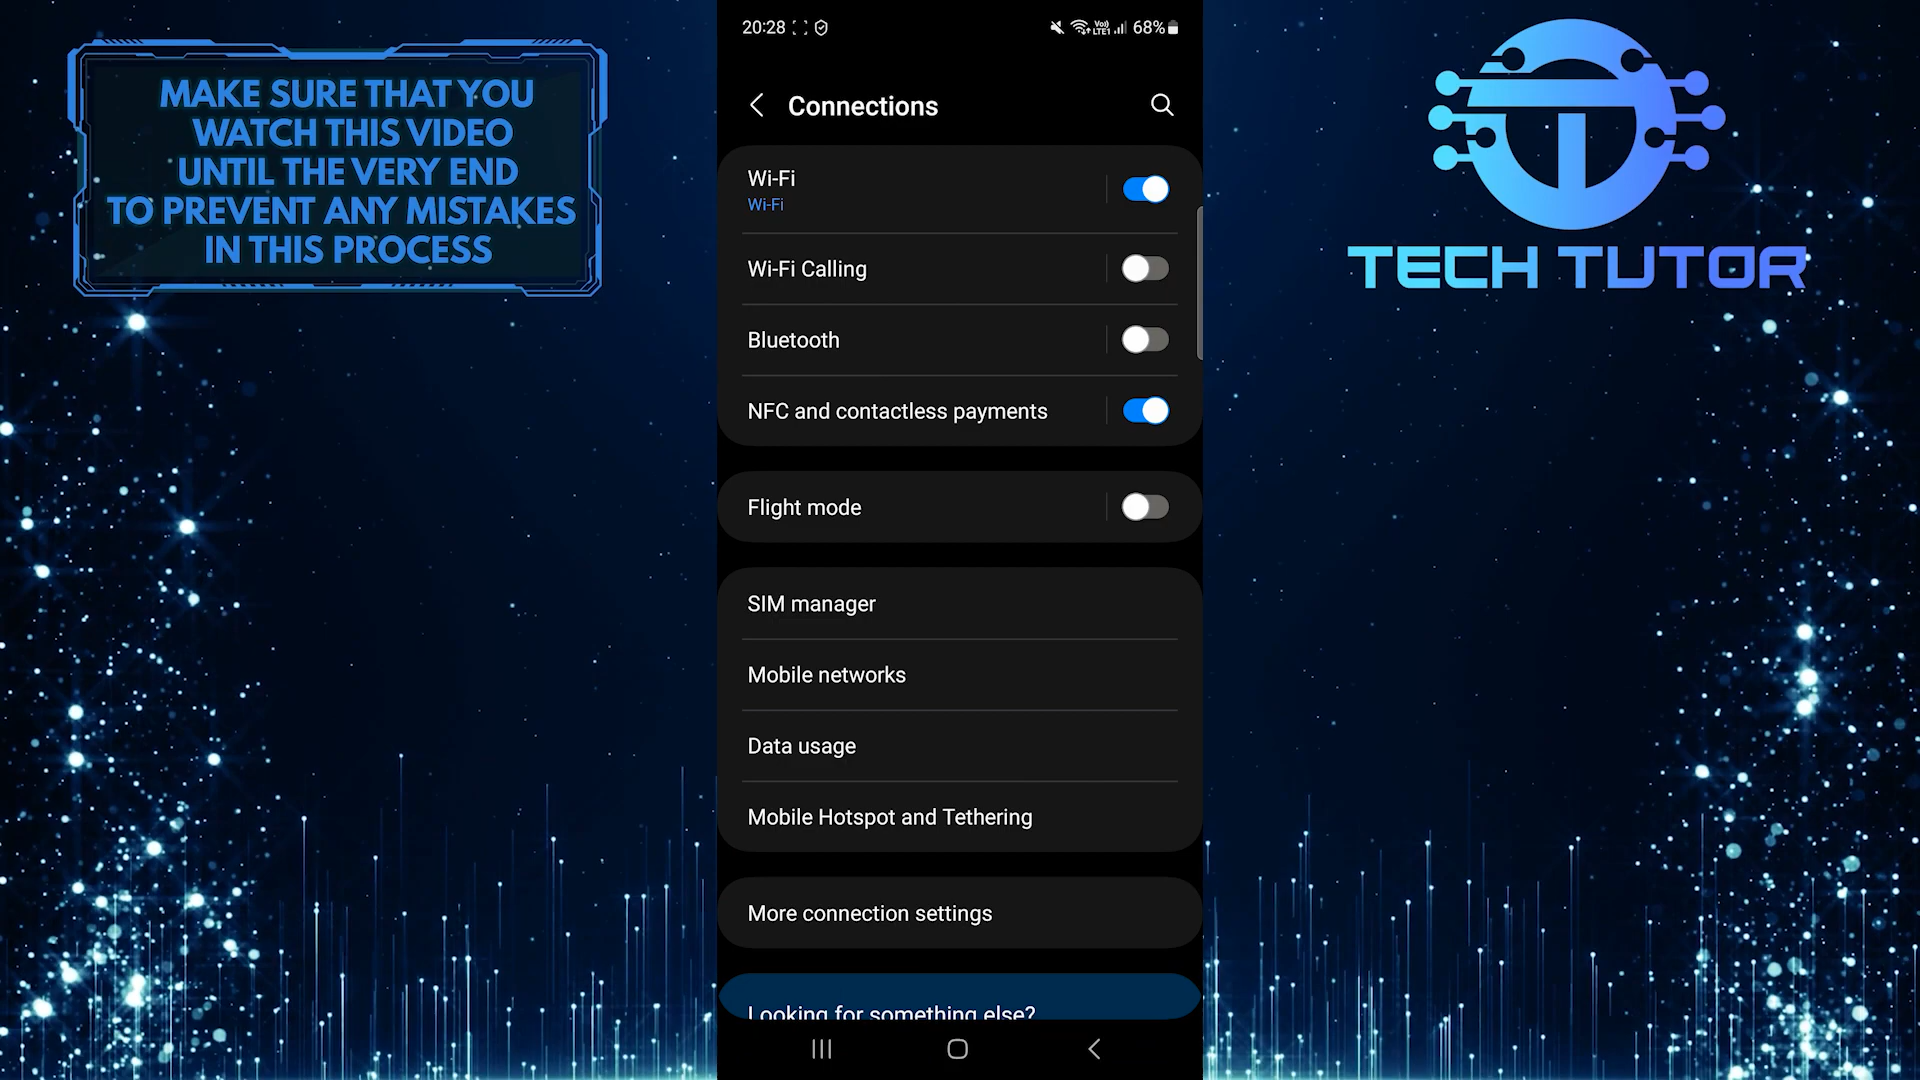 MAKE SURE THAT YOU
WATCH THIS VIDEO
UNTIL THE VERY END
TO PREVENT ANY MISTAKES
IN THIS PROCESS
20:28
Vo))
LTE1
68%
Connections
Wi-Fi
Wi-Fi
Wi-Fi Calling
Bluetooth
NFC and contactless payments
Flight mode
SIM manager
Mobile networks
Data usage
Mobile Hotspot and Tethering
More connection settings
Looking for something else?
TECH TUTOR